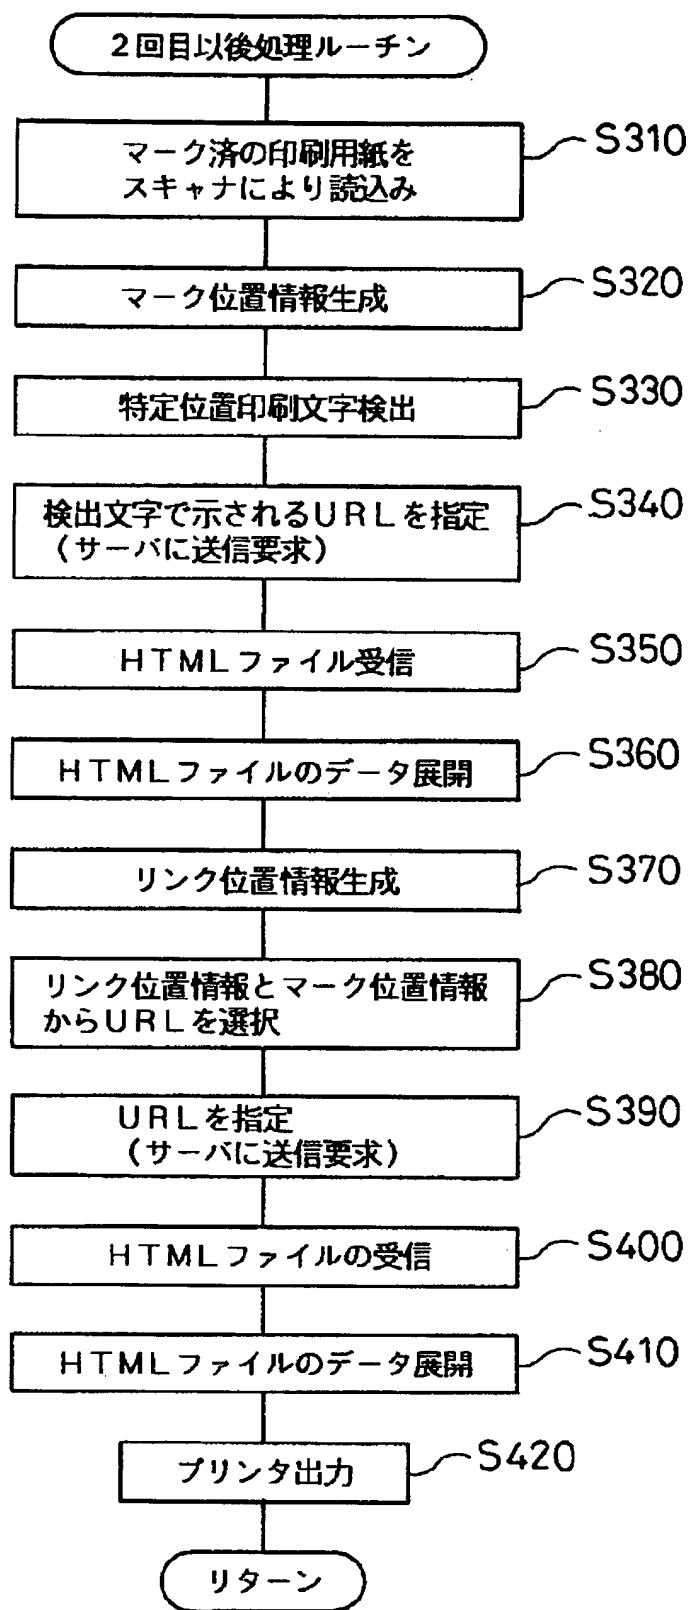 2回目以後処理ルーチン
マーク済の印刷用紙を
スキャナにより読込み
S310
マーク位置情報生成
S320
特定位置印刷文字検出
S330
検出文字で示されるURLを指定
（サーバに送信要求）
S340
HTMLファイル受信
S350
HTMLファイルのデータ展開
S360
リンク位置情報生成
S370
リンク位置情報とマーク位置情報
からURLを選択
S380
URLを指定
（サーバに送信要求）
S390
HTMLファイルの受信
S400
HTMLファイルのデータ展開
S410
プリンタ出力
S420
リターン